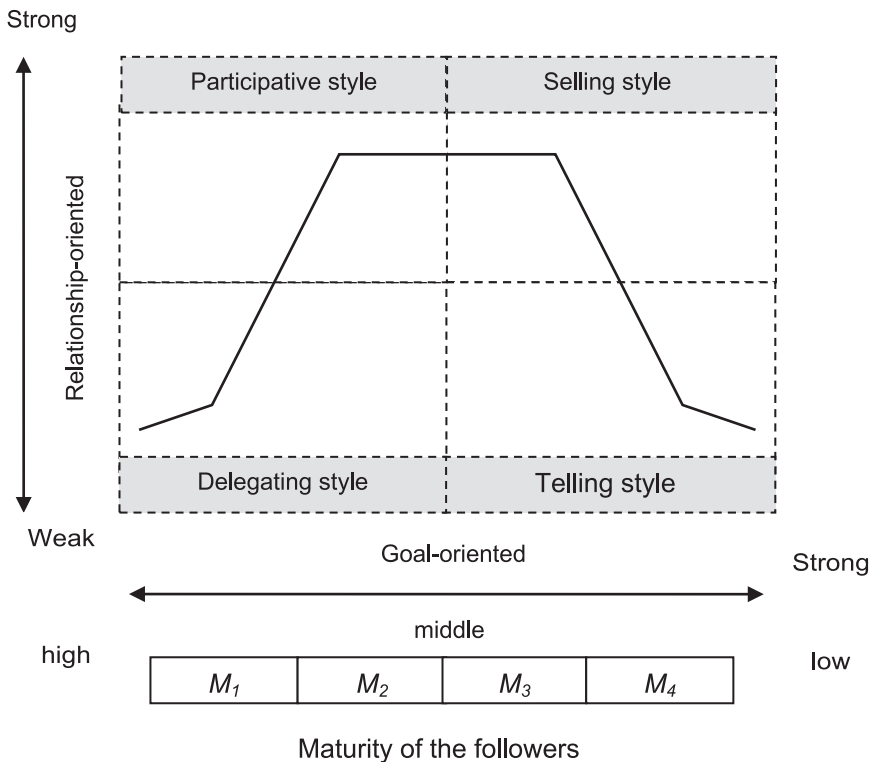 Strong
Participative style Selling style
Relationship-oriented
Delegating style Telling style
Weak
Goal-oriented
Strong
middle
high
low
M1 M2 M3 M4
Maturity of the followers